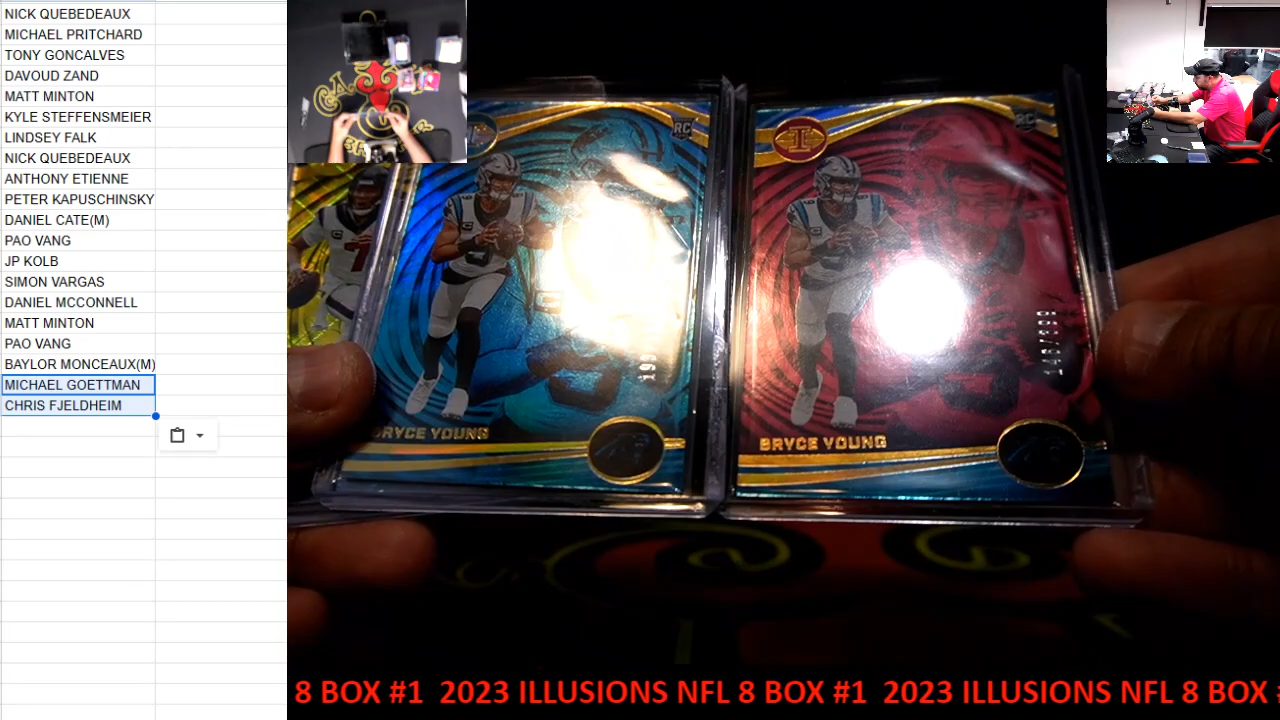 NICK QUEBEDEAUX
MICHAEL PRITCHARD
TONY GONCALVES
DAVOUD ZAND
MATT MINTON
KYLE STEFFENSMEIER
LINDSEY FALK
NICK QUEBEDEAUX
ANTHONY ETIENNE
PETER KAPUSCHINSKY
DANIEL CATE(M)
PAO VANG
JP KOLB
SIMON VARGAS
DANIEL MCCONNELL
MATT MINTON
PAO VANG
BAYLOR MONCEAUX(M)
MICHAEL GOETTMAN
CHRIS FJELDHEIM
RC
BRYCE YOUNG
I
RC
BRYCE YOUNG
8 BOX #1 2023 ILLUSIONS NFL 8 BOX #1 2023 ILLUSIONS NFL 8 BOX